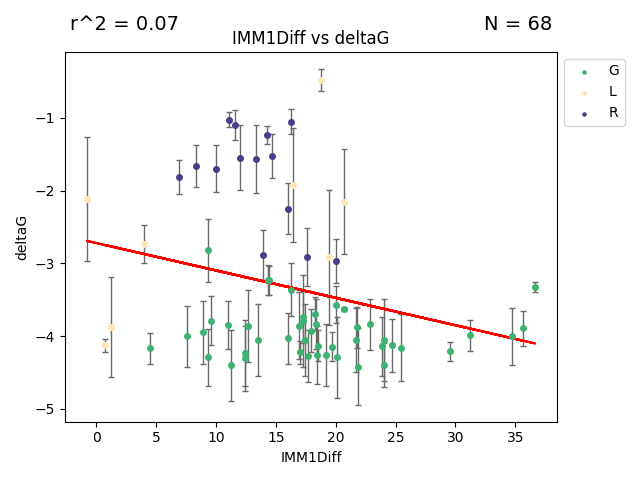 r^2 = 0.07
N = 68
IMM1Diff vs deltaG
G
L
R
−1
−2
−3
−4
−5
deltaG
0 5 10 15 20 25 30 35
IMM1Diff